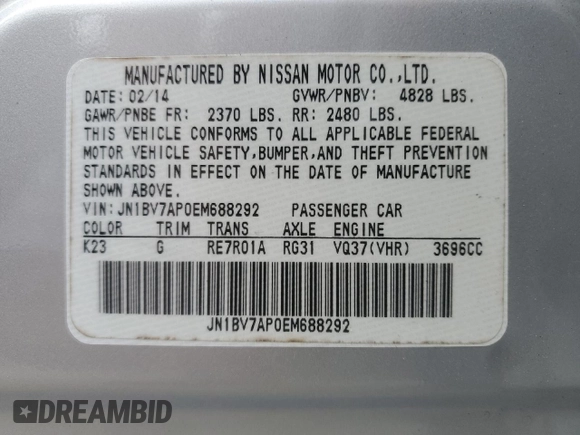 MANUFACTURED BY NISSAN MOTOR CO.,LTD.
DATE: 02/14 GVWR/PNBV: 4828 LBS.
GAWR/PNBE FR: 2370 LBS. RR: 2480 LBS.
THIS VEHICLE CONFORMS TO ALL APPLICABLE FEDERAL
MOTOR VEHICLE SAFETY,BUMPER,AND THEFT PREVENTION
STANDARDS IN EFFECT ON THE DATE OF MANUFACTURE
SHOWN ABOVE.
VIN:JN1BV7AP0EM688292 PASSENGER CAR
COLOR TRIM TRANS AXLE ENGINE
K23 G RE7R01A RG31 VQ37(VHR) 3696CC
JN1BV7AP0EM688292
DREAMBID